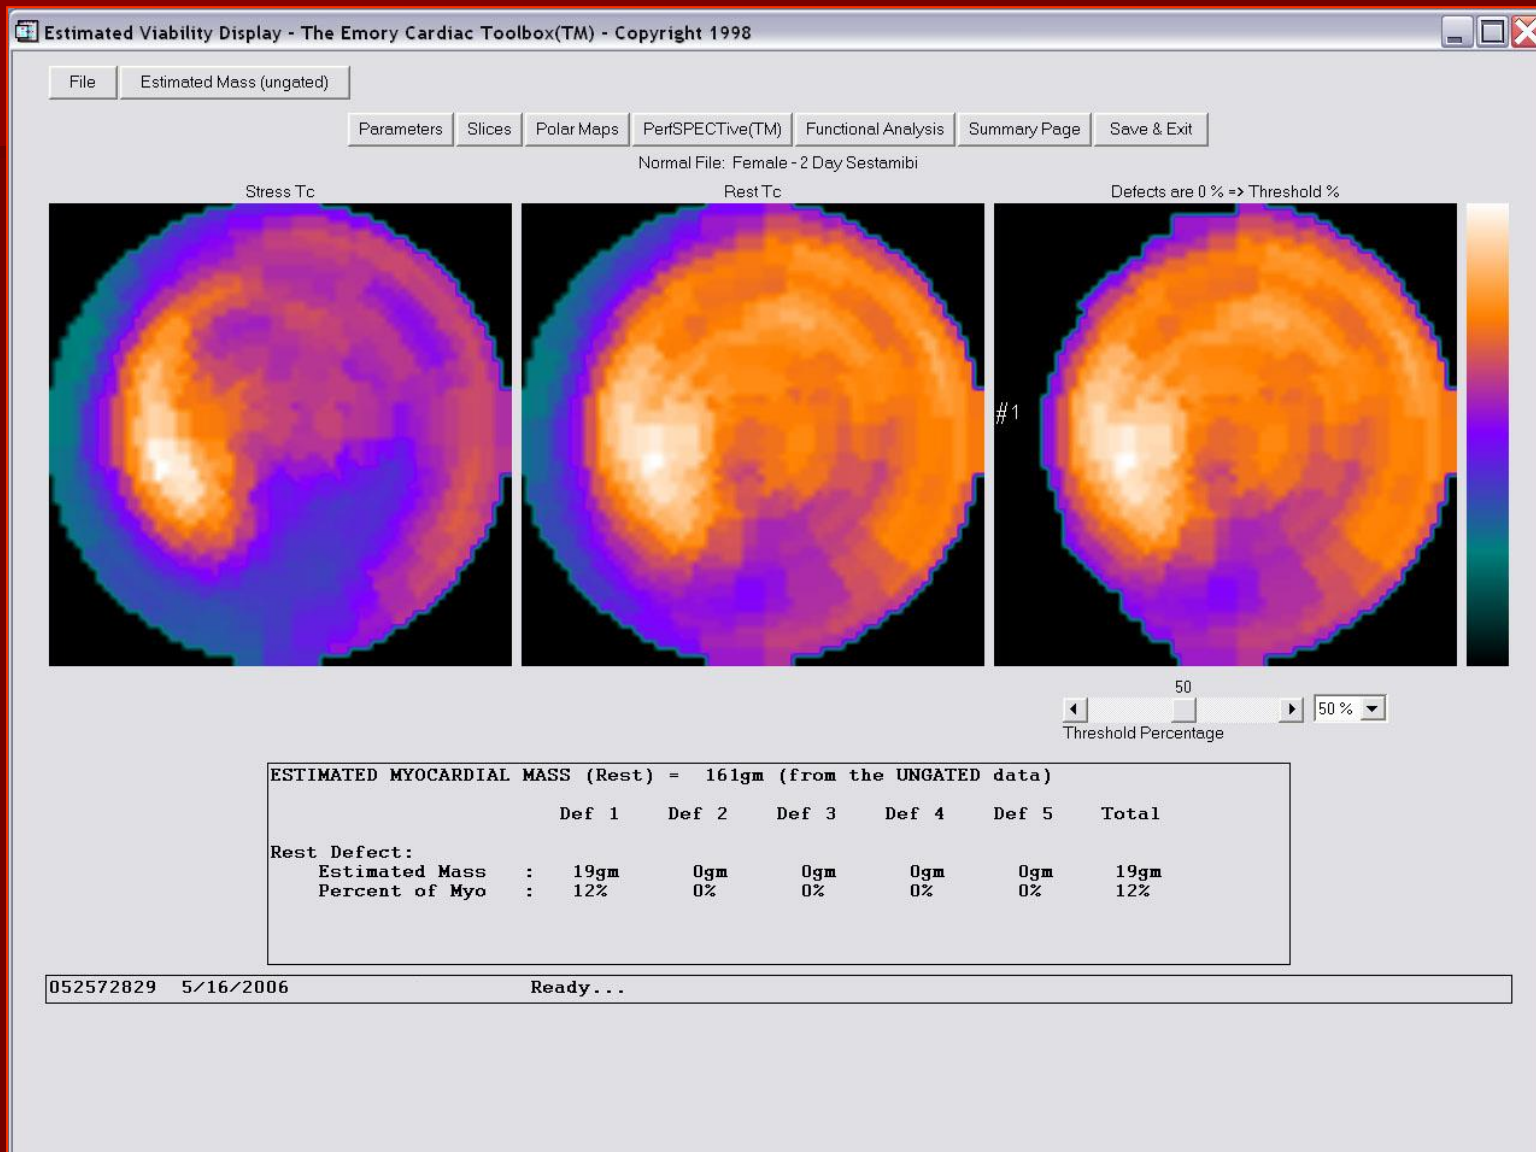 Estimated Viability Display - The Emory Cardiac Toolbox(TM) - Copyright 1998
File Estimated Mass (ungated)
Parameters Slices Polar Maps PerfSPECTive(TM) Functional Analysis Summary Page Save & Exit
Normal File: Female - 2 Day Sestamibi
Stress Tc Rest Tc Defects are 0 % => Threshold %
#1
50
50 %
Threshold Percentage
ESTIMATED MYOCARDIAL MASS (Rest) = 161gm (from the UNGATED data)
Def 1 Def 2 Def 3 Def 4 Def 5 Total
Rest Defect:
Estimated Mass : 19gm 0gm 0gm 0gm 0gm 19gm
Percent of Myo : 12% 0% 0% 0% 0% 12%
052572829 5/16/2006 Ready...